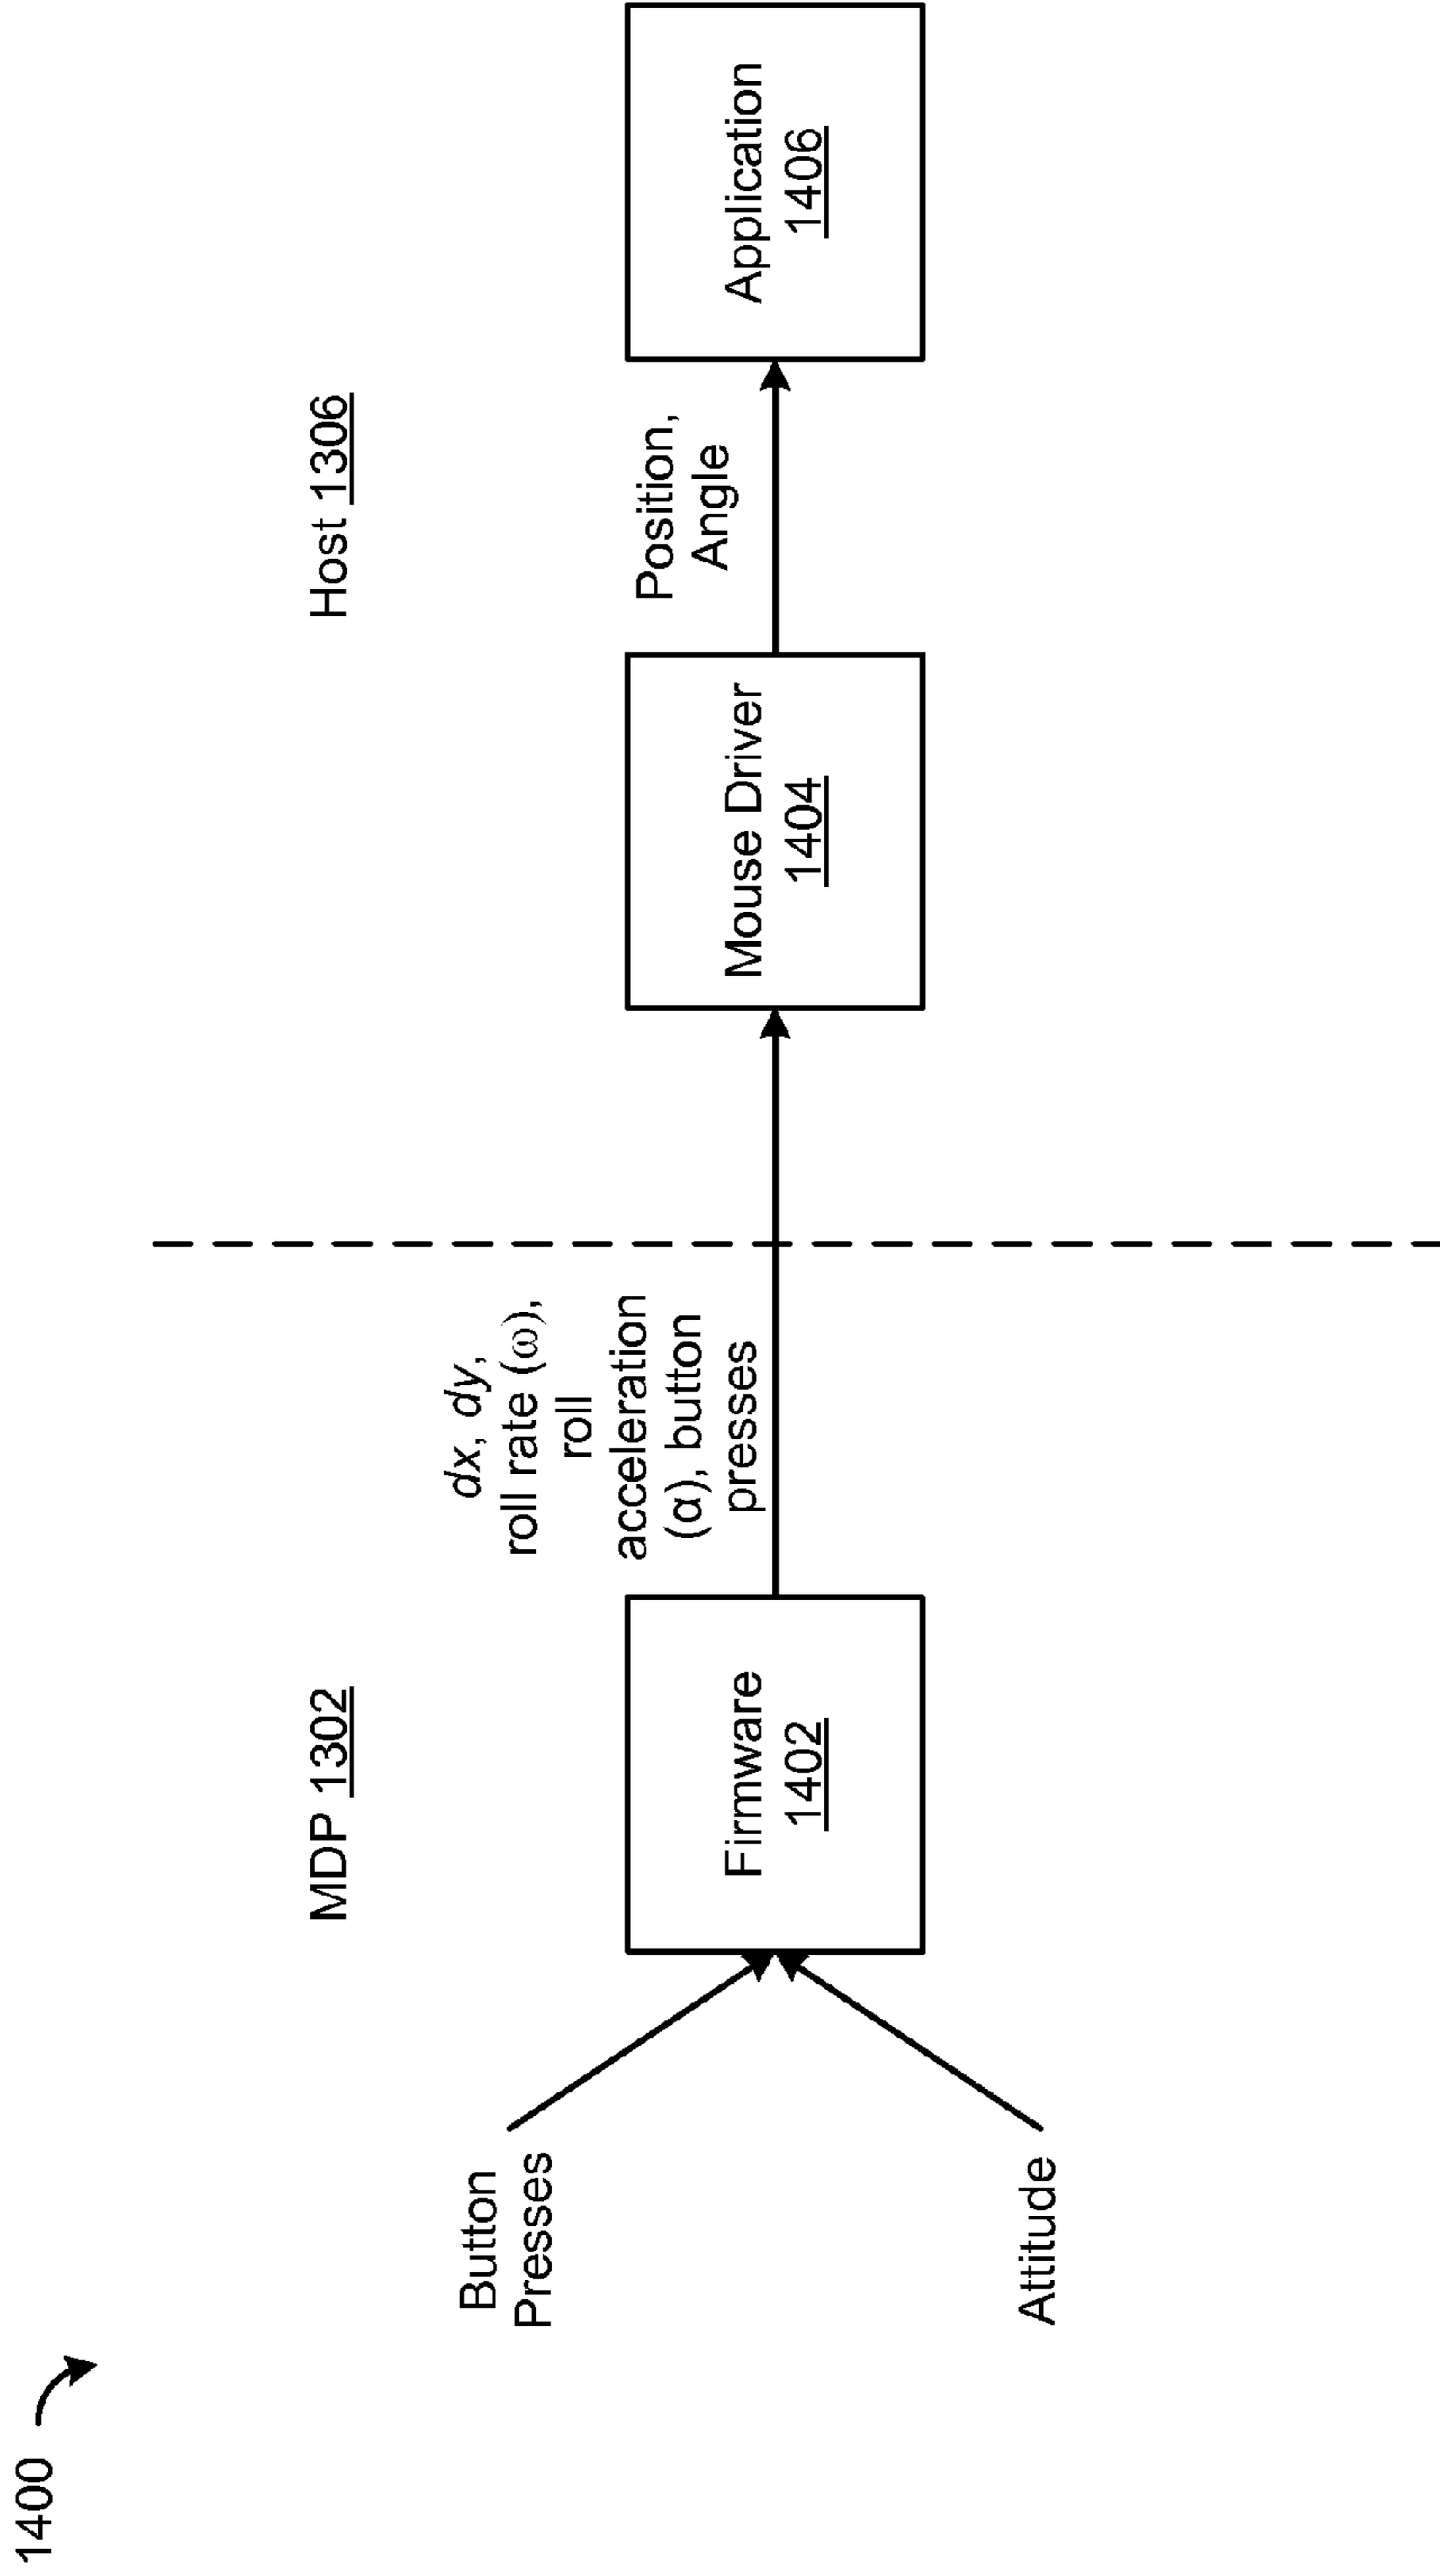 1400
MDP 1302
Host 1306
Button
Presses
Attitude
Firmware
1402
dx, dy,
roll rate (ω),
roll
acceleration
(α), button
presses
Mouse Driver
1404
Position,
Angle
Application
1406